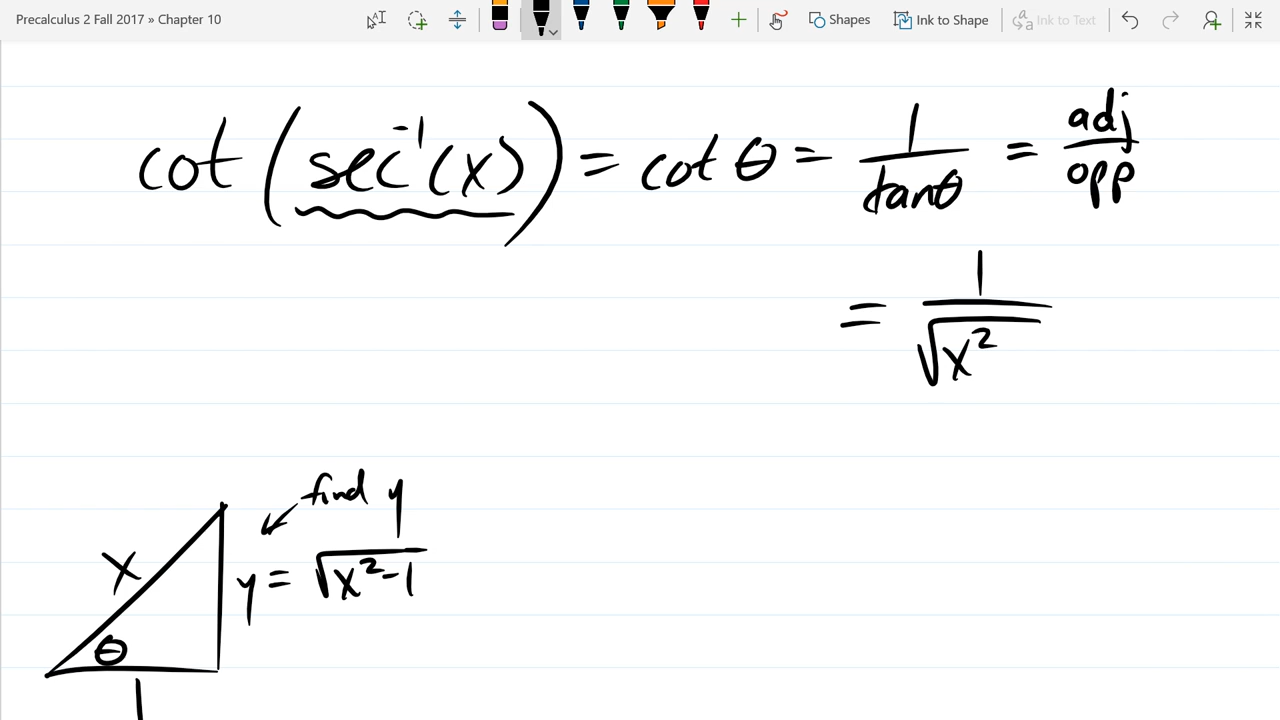 Precalculus 2 Fall 2017 » Chapter 10
Shapes
Ink to Shape
Ink to Text
cot (sec⁻¹(x)) = cot θ = 1/tanθ = adj/opp
= 1/√x²
find y
x
y = √x²-1
θ
1